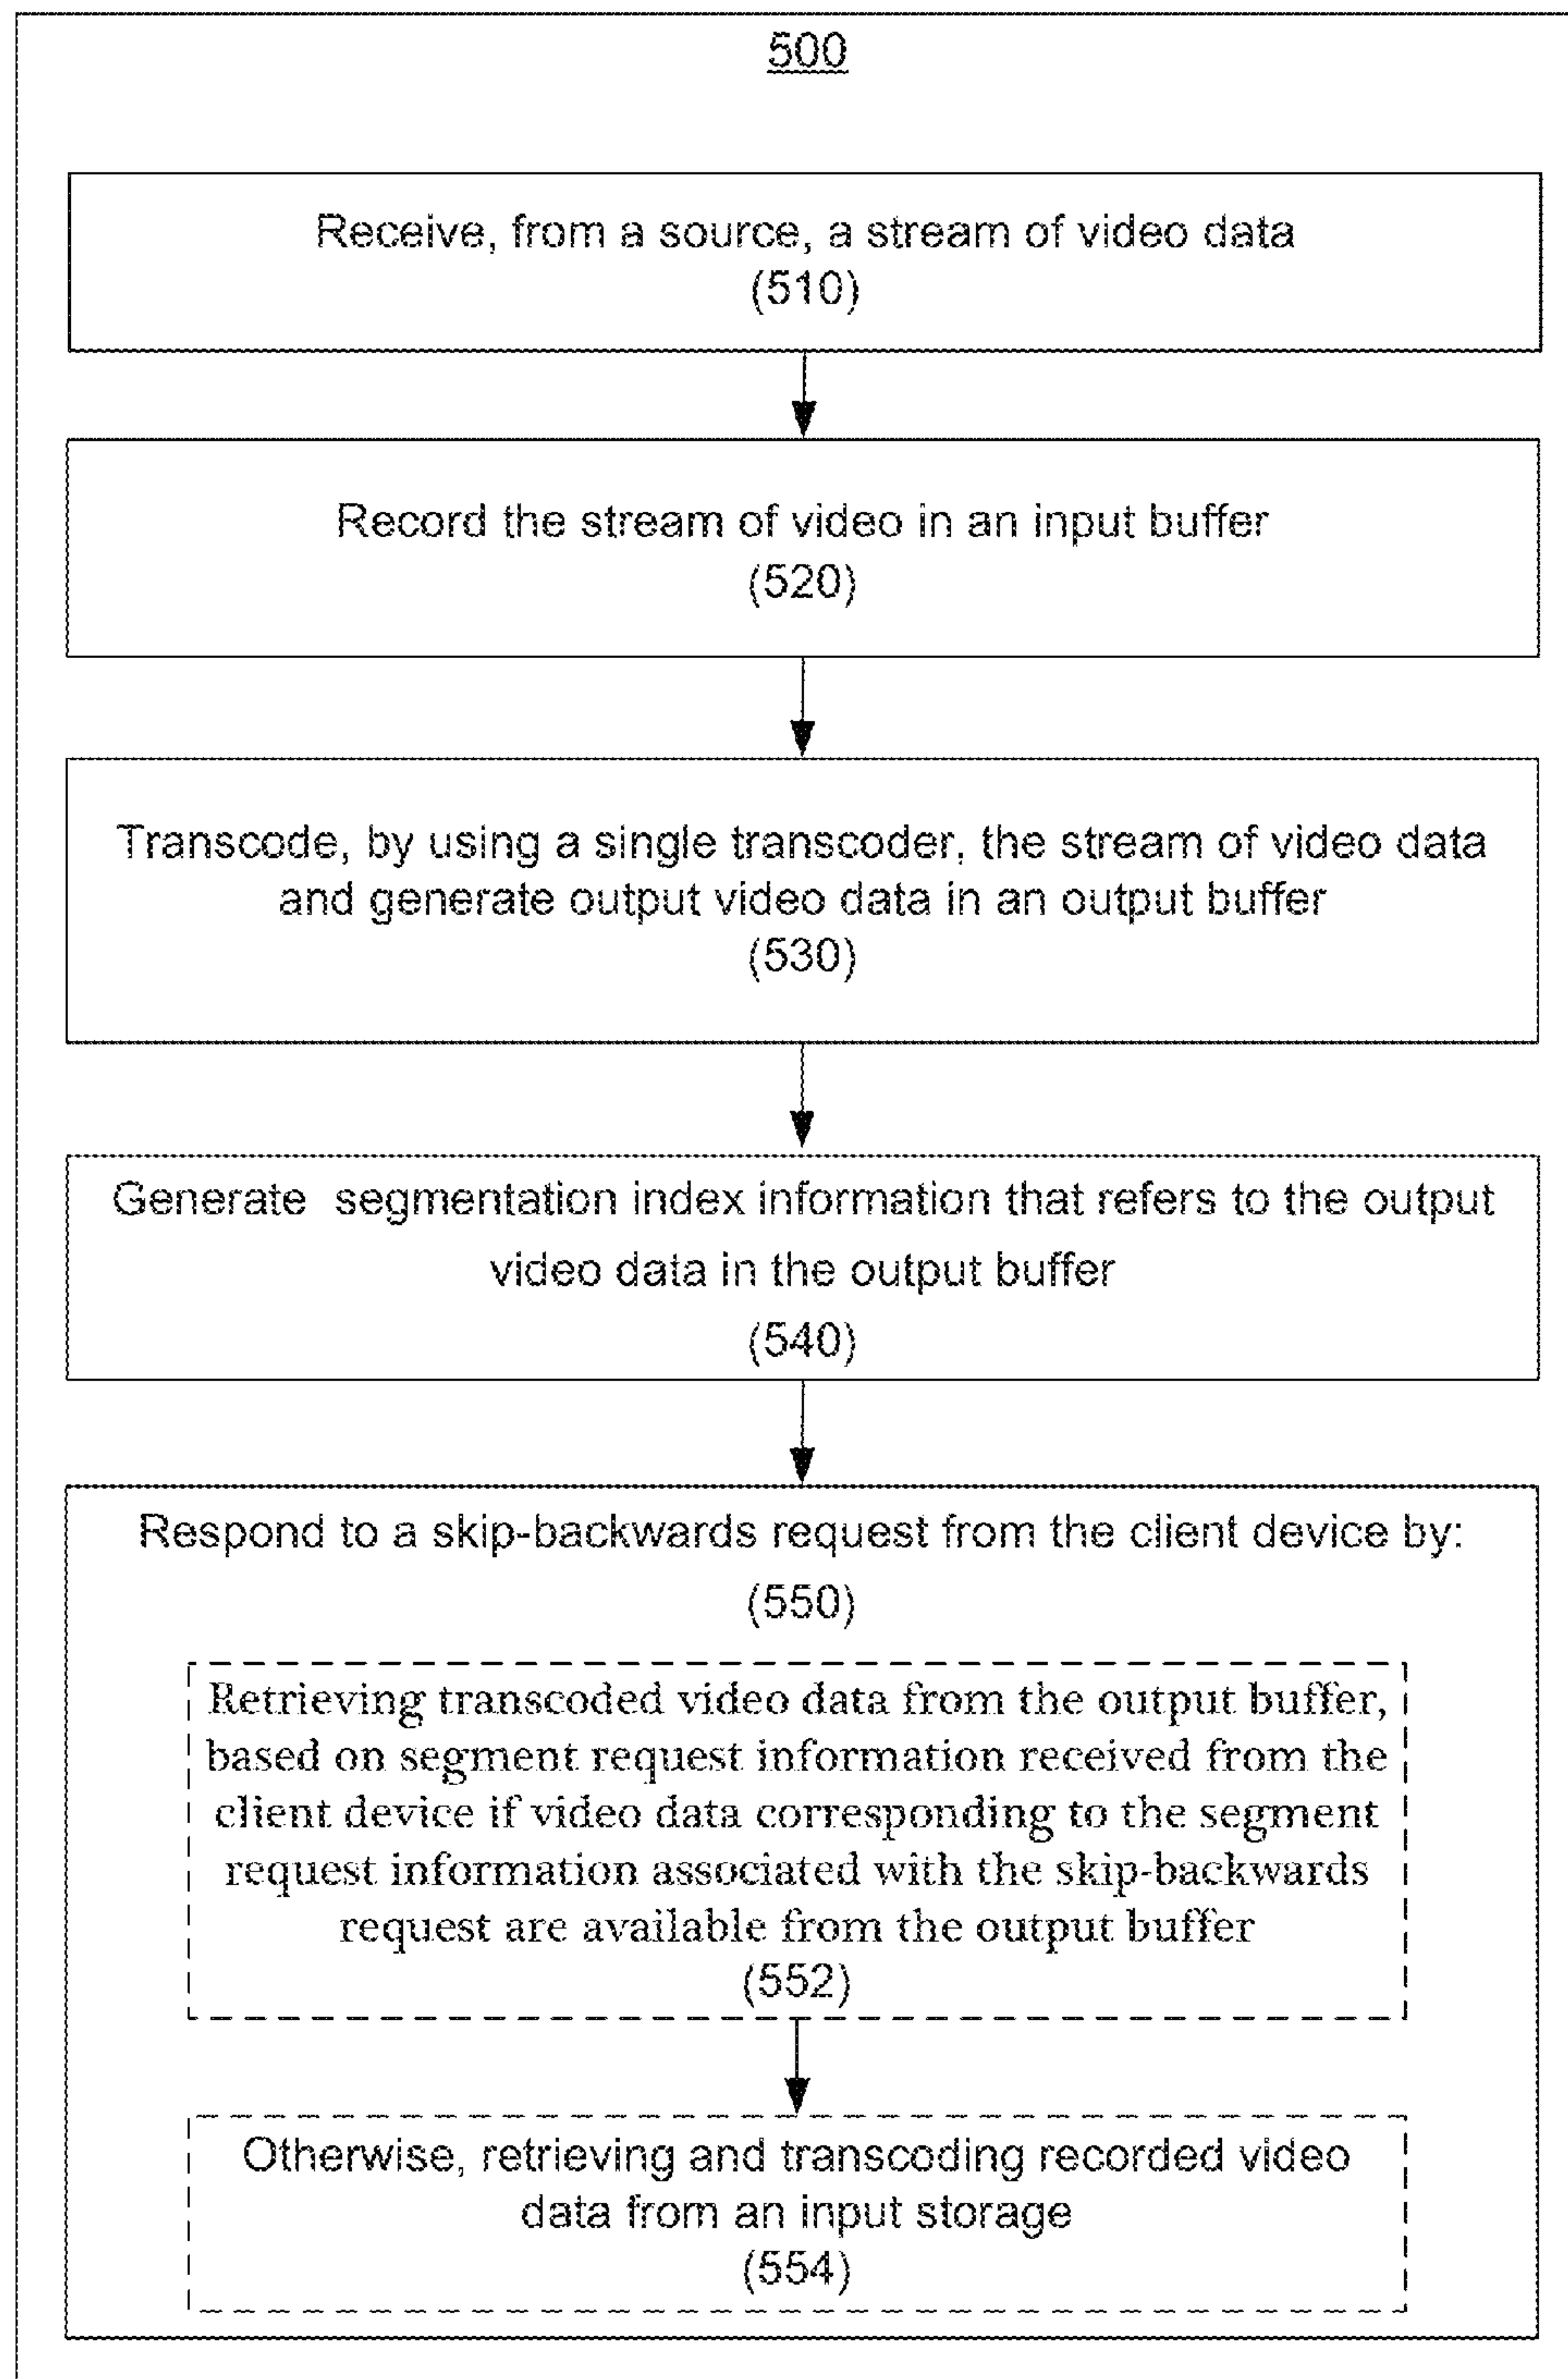 500
Receive, from a source, a stream of video data
(510)
Record the stream of video in an input buffer
(520)
Transcode, by using a single transcoder, the stream of video data
and generate output video data in an output buffer
(530)
Generate segmentation index information that refers to the output
video data in the output buffer
(540)
Respond to a skip-backwards request from the client device by:
(550)
Retrieving transcoded video data from the output buffer,
based on segment request information received from the
client device if video data corresponding to the segment
request information associated with the skip-backwards
request are available from the output buffer
(552)
Otherwise, retrieving and transcoding recorded video
data from an input storage
(554)